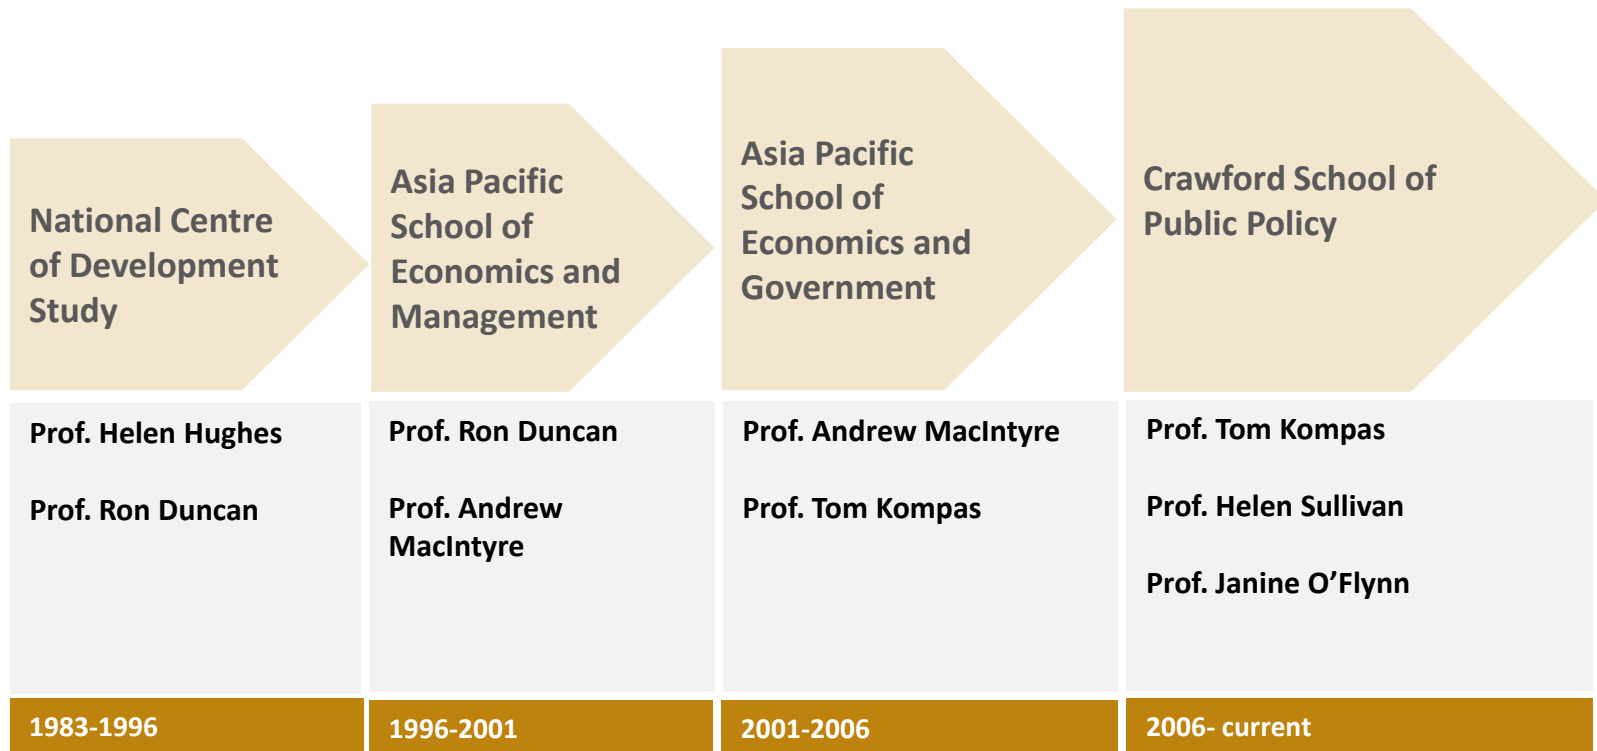 National Centre
of Development
Study
Asia Pacific
School of
Economics and
Management
Asia Pacific
School of
Economics and
Government
Crawford School of
Public Policy
Prof. Helen Hughes
Prof. Ron Duncan
Prof. Ron Duncan
Prof. Andrew
MacIntyre
Prof. Andrew MacIntyre
Prof. Tom Kompas
Prof. Tom Kompas
Prof. Helen Sullivan
Prof. Janine O’Flynn
1983-1996
1996-2001
2001-2006
2006- current